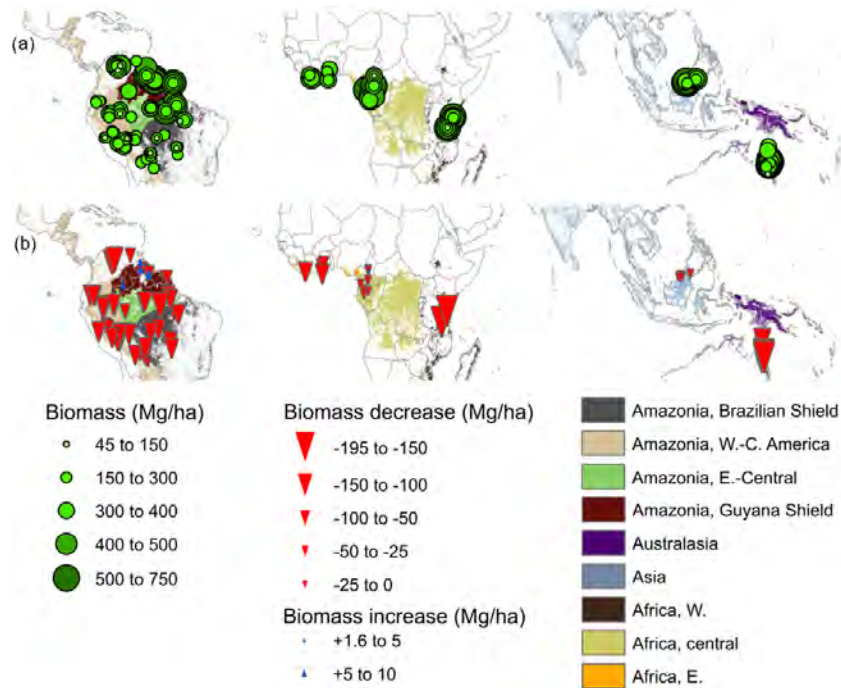 (a)
(b)
Biomass (Mg/ha)
45 to 150
150 to 300
300 to 400
400 to 500
500 to 750
Biomass decrease (Mg/ha)
-195 to -150
-150 to -100
-100 to -50
-50 to -25
-25 to 0
Biomass increase (Mg/ha)
+1.6 to 5
+5 to 10
Amazonia, Brazilian Shield
Amazonia, W.-C. America
Amazonia, E.-Central
Amazonia, Guyana Shield
Australasia
Asia
Africa, W.
Africa, central
Africa, E.